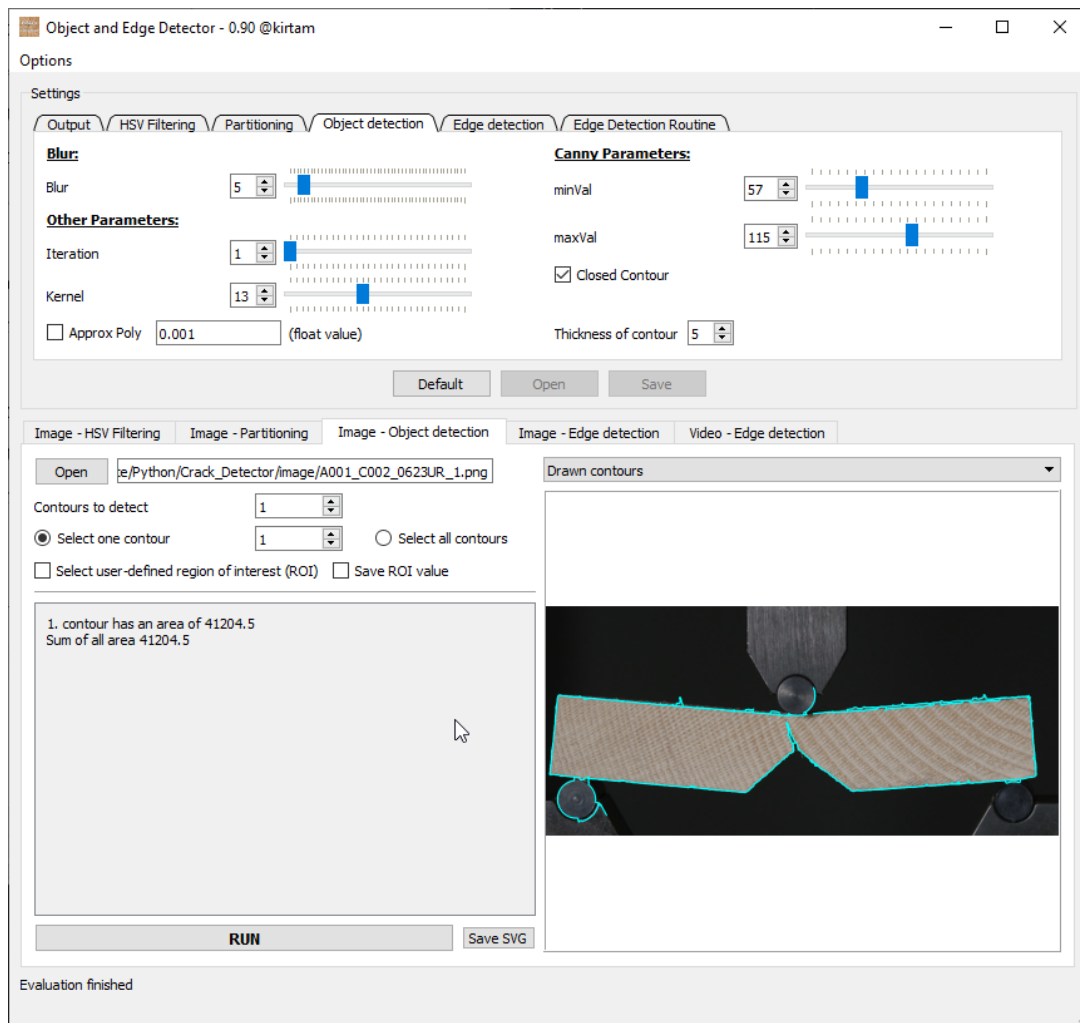 Object and Edge Detector - 0.90 @kirtam
Options
Settings
Output HSV Filtering Partitioning Object detection Edge detection Edge Detection Routine
Blur:
Blur 5
Other Parameters:
Iteration 1
Kernel 13
Approx Poly 0.001 (float value)
Canny Parameters:
minVal 57
maxVal 115
Closed Contour
Thickness of contour 5
Default Open Save
Image - HSV Filtering Image - Partitioning Image - Object detection Image - Edge detection Video - Edge detection
Open :e/Python/Crack_Detector/image/A001_C002_0623UR_1.png
Contours to detect 1
Select one contour 1 Select all contours
Select user-defined region of interest (ROI) Save ROI value
1. contour has an area of 41204.5
Sum of all area 41204.5
RUN Save SVG
Drawn contours
Evaluation finished